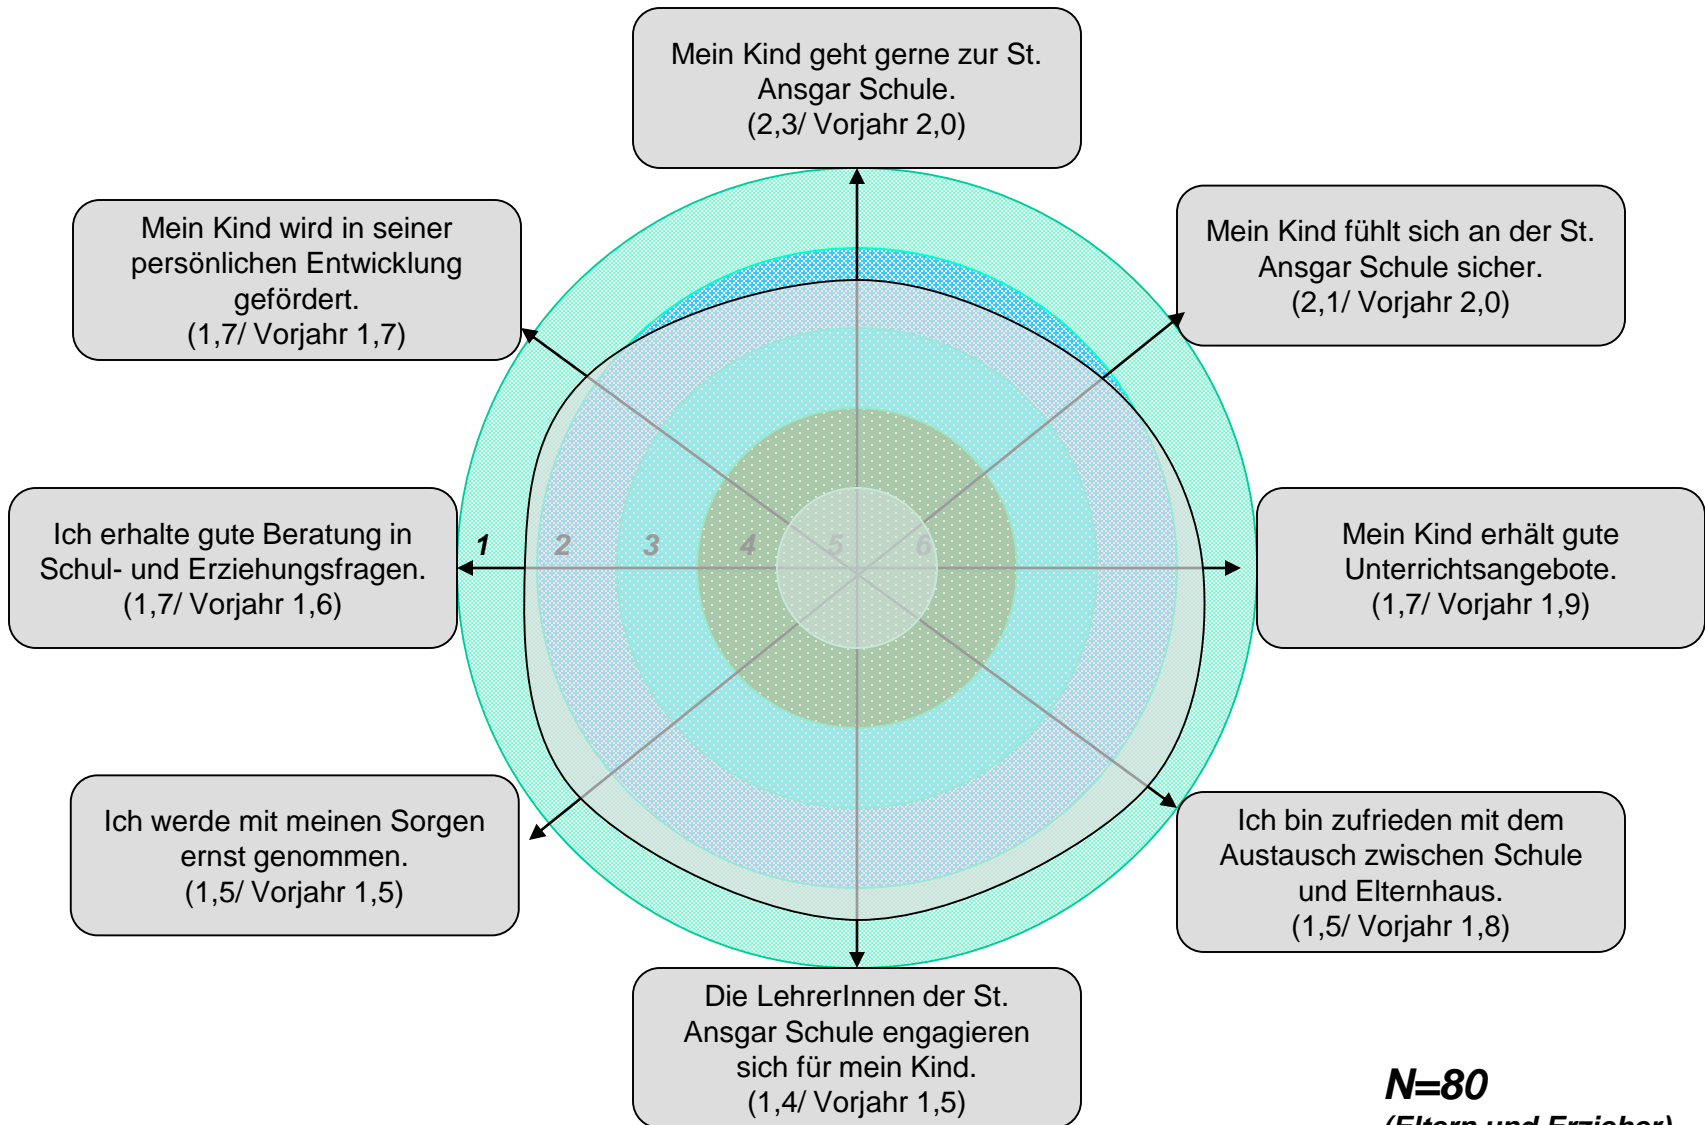 Mein Kind geht gerne zur St.
Ansgar Schule.
(2,3/ Vorjahr 2,0)
Mein Kind wird in seiner
persönlichen Entwicklung
gefördert.
(1,7/ Vorjahr 1,7)
Mein Kind fühlt sich an der St.
Ansgar Schule sicher.
(2,1/ Vorjahr 2,0)
Ich erhalte gute Beratung in
Schul- und Erziehungsfragen.
(1,7/ Vorjahr 1,6)
1 2 3 4 5 6
Mein Kind erhält gute
Unterrichtsangebote.
(1,7/ Vorjahr 1,9)
Ich werde mit meinen Sorgen
ernst genommen.
(1,5/ Vorjahr 1,5)
Ich bin zufrieden mit dem
Austausch zwischen Schule
und Elternhaus.
(1,5/ Vorjahr 1,8)
Die LehrerInnen der St.
Ansgar Schule engagieren
sich für mein Kind.
(1,4/ Vorjahr 1,5)
N=80
(Eltern und Erzieher)